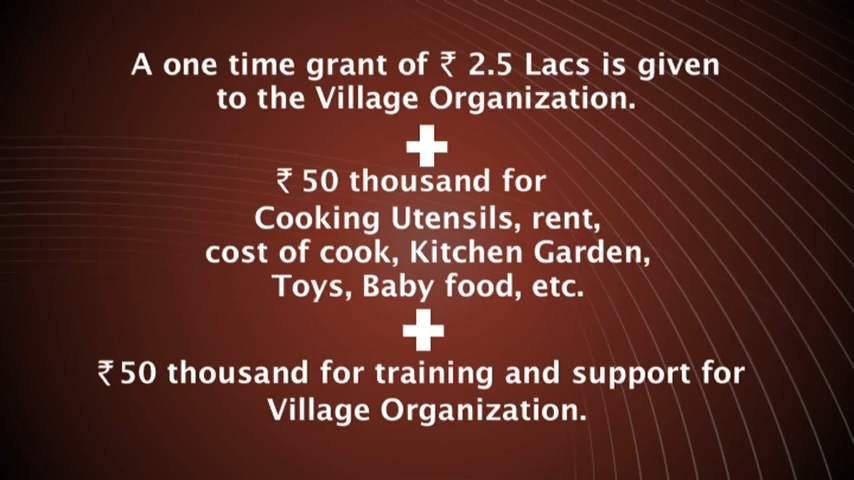 A one time grant of ₹ 2.5 Lacs is given
to the Village Organization.
+
₹ 50 thousand for
Cooking Utensils, rent,
cost of cook, Kitchen Garden,
Toys, Baby food, etc.
+
₹ 50 thousand for training and support for
Village Organization.